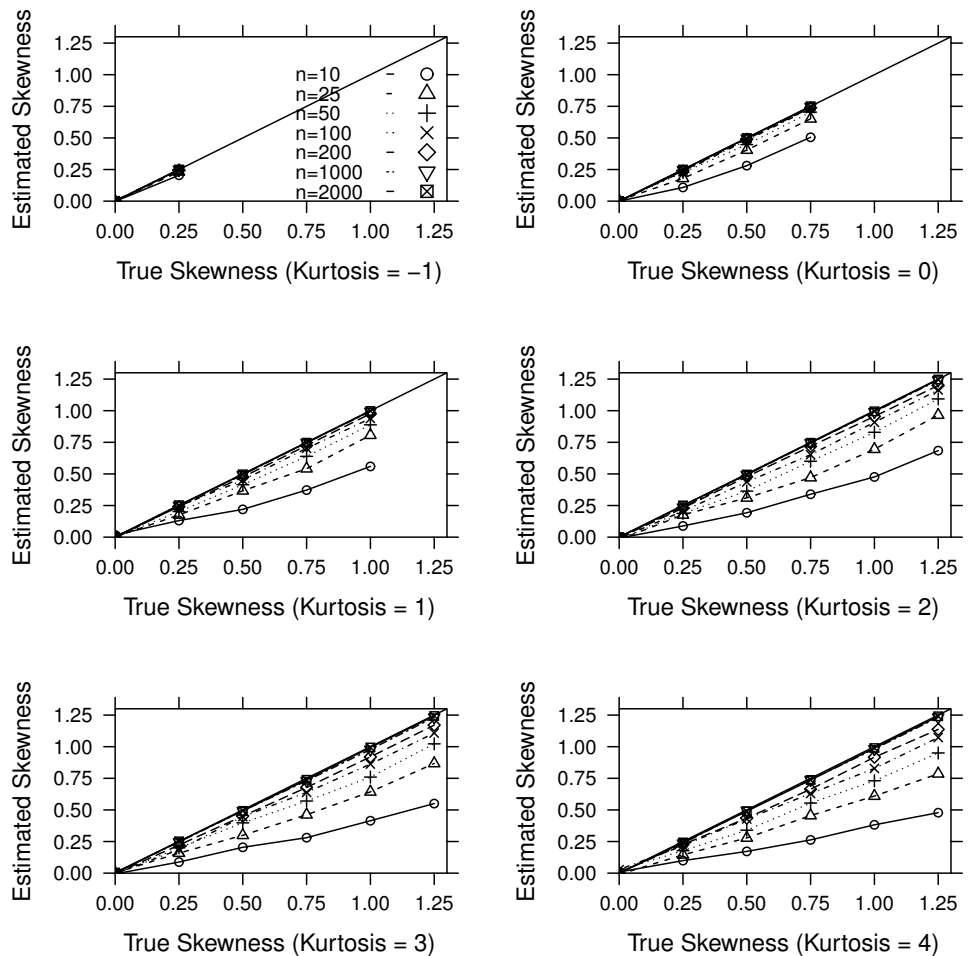 Estimated Skewness
1.25
1.00
0.75
0.50
0.25
0.00
n=10
n=25
n=50
n=100
n=200
n=1000
n=2000
0.00 0.25 0.50 0.75 1.00 1.25
True Skewness (Kurtosis = −1)
Estimated Skewness
1.25
1.00
0.75
0.50
0.25
0.00
0.00 0.25 0.50 0.75 1.00 1.25
True Skewness (Kurtosis = 0)
Estimated Skewness
1.25
1.00
0.75
0.50
0.25
0.00
0.00 0.25 0.50 0.75 1.00 1.25
True Skewness (Kurtosis = 1)
Estimated Skewness
1.25
1.00
0.75
0.50
0.25
0.00
0.00 0.25 0.50 0.75 1.00 1.25
True Skewness (Kurtosis = 2)
Estimated Skewness
1.25
1.00
0.75
0.50
0.25
0.00
0.00 0.25 0.50 0.75 1.00 1.25
True Skewness (Kurtosis = 3)
Estimated Skewness
1.25
1.00
0.75
0.50
0.25
0.00
0.00 0.25 0.50 0.75 1.00 1.25
True Skewness (Kurtosis = 4)